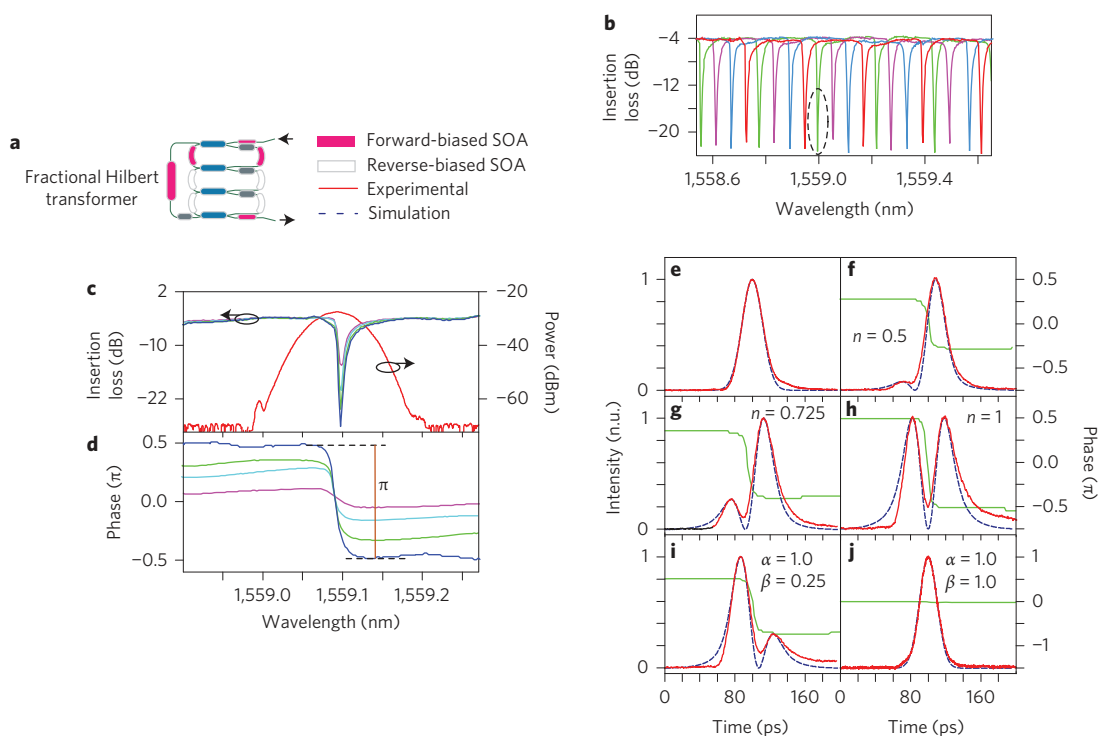 a
Fractional Hilbert
transformer
Forward-biased SOA
Reverse-biased SOA
Experimental
Simulation
b
Insertion
loss (dB)
−4
−12
−20
1,558.6
1,559.0
1,559.4
Wavelength (nm)
c
Insertion
loss (dB)
2
−10
−22
−20
−40
−60
Power
(dBm)
d
Phase (π)
0.5
0.0
−0.5
π
1,559.0
1,559.1
1,559.2
Wavelength (nm)
Intensity (n.u.)
Phase (π)
e
1
0
f
n = 0.5
0.5
0.0
−0.5
g
n = 0.725
1
0
h
n = 1
0.5
0.0
−0.5
i
α = 1.0
β = 0.25
1
0
j
α = 1.0
β = 1.0
1
0
−1
0
80
160
0
80
160
Time (ps)
Time (ps)